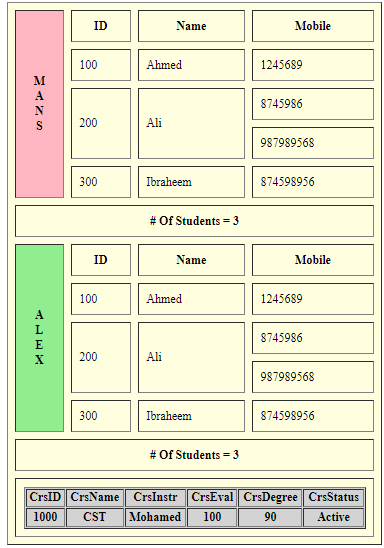 MANS
ID Name Mobile
100 Ahmed 1245689
200 Ali 8745986
987989568
300 Ibraheem 874598956
# Of Students = 3
ALEX
ID Name Mobile
100 Ahmed 1245689
200 Ali 8745986
987989568
300 Ibraheem 874598956
# Of Students = 3
CrsID CrsName CrsInstr CrsEval CrsDegree CrsStatus
1000 CST Mohamed 100 90 Active